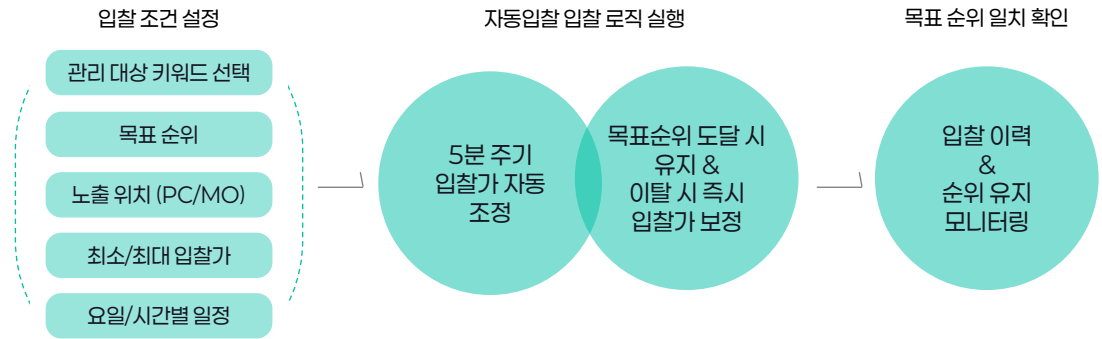 입찰 조건 설정
관리 대상 키워드 선택
목표 순위
노출 위치 (PC/MO)
최소/최대 입찰가
요일/시간별 일정
자동입찰 입찰 로직 실행
5분 주기
입찰가 자동
조정
목표순위 도달 시
유지 &
이탈 시 즉시
입찰가 보정
목표 순위 일치 확인
입찰 이력
&
순위 유지
모니터링